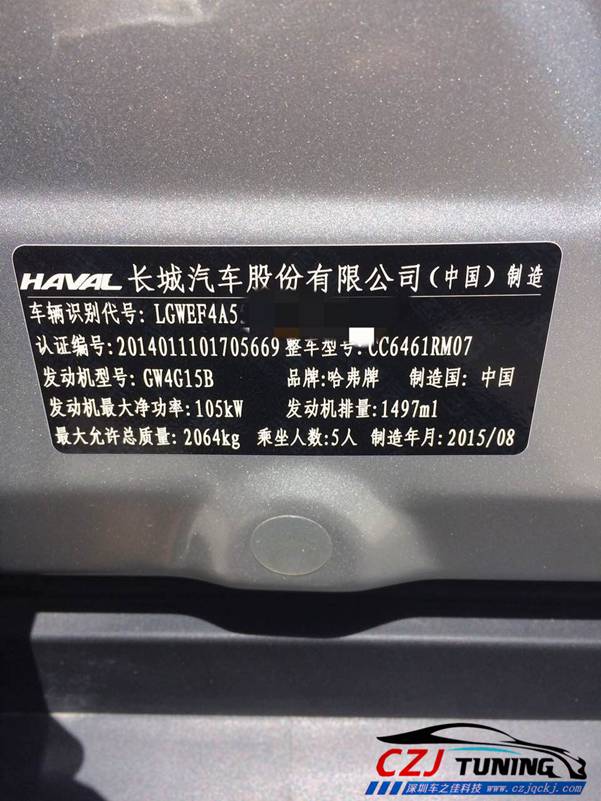 HAVAL 长城汽车股份有限公司(中国)制造
车辆识别代号: LGWEF4A5
认证编号:2014011101705669 整车型号:CC6461RM07
发动机型号: GW4G15B 品牌:哈弗牌 制造国: 中国
发动机最大净功率: 105kW 发动机排量:1497ml
最大允许总质量: 2064kg 乘坐人数:5人 制造年月: 2015/08
CZJ TUNING
深圳车之佳科技 / www.czjqckj.com